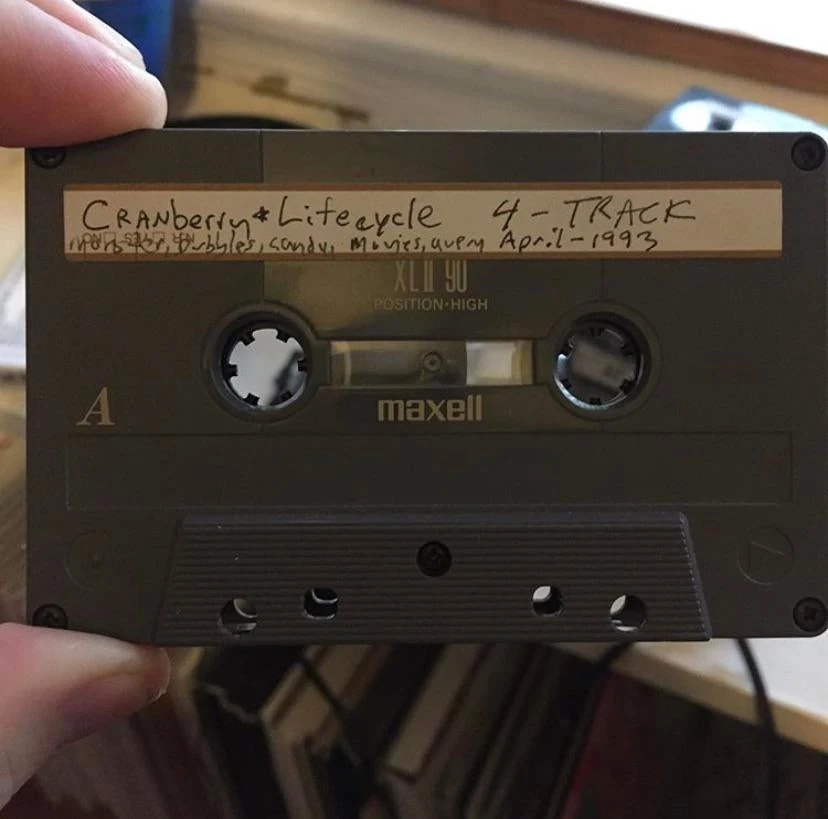 CRANberry * Lifecycle 4 - TRACK
bubbles, candy, Movies, April - 1993
XL II 90
POSITION·HIGH
A
maxell